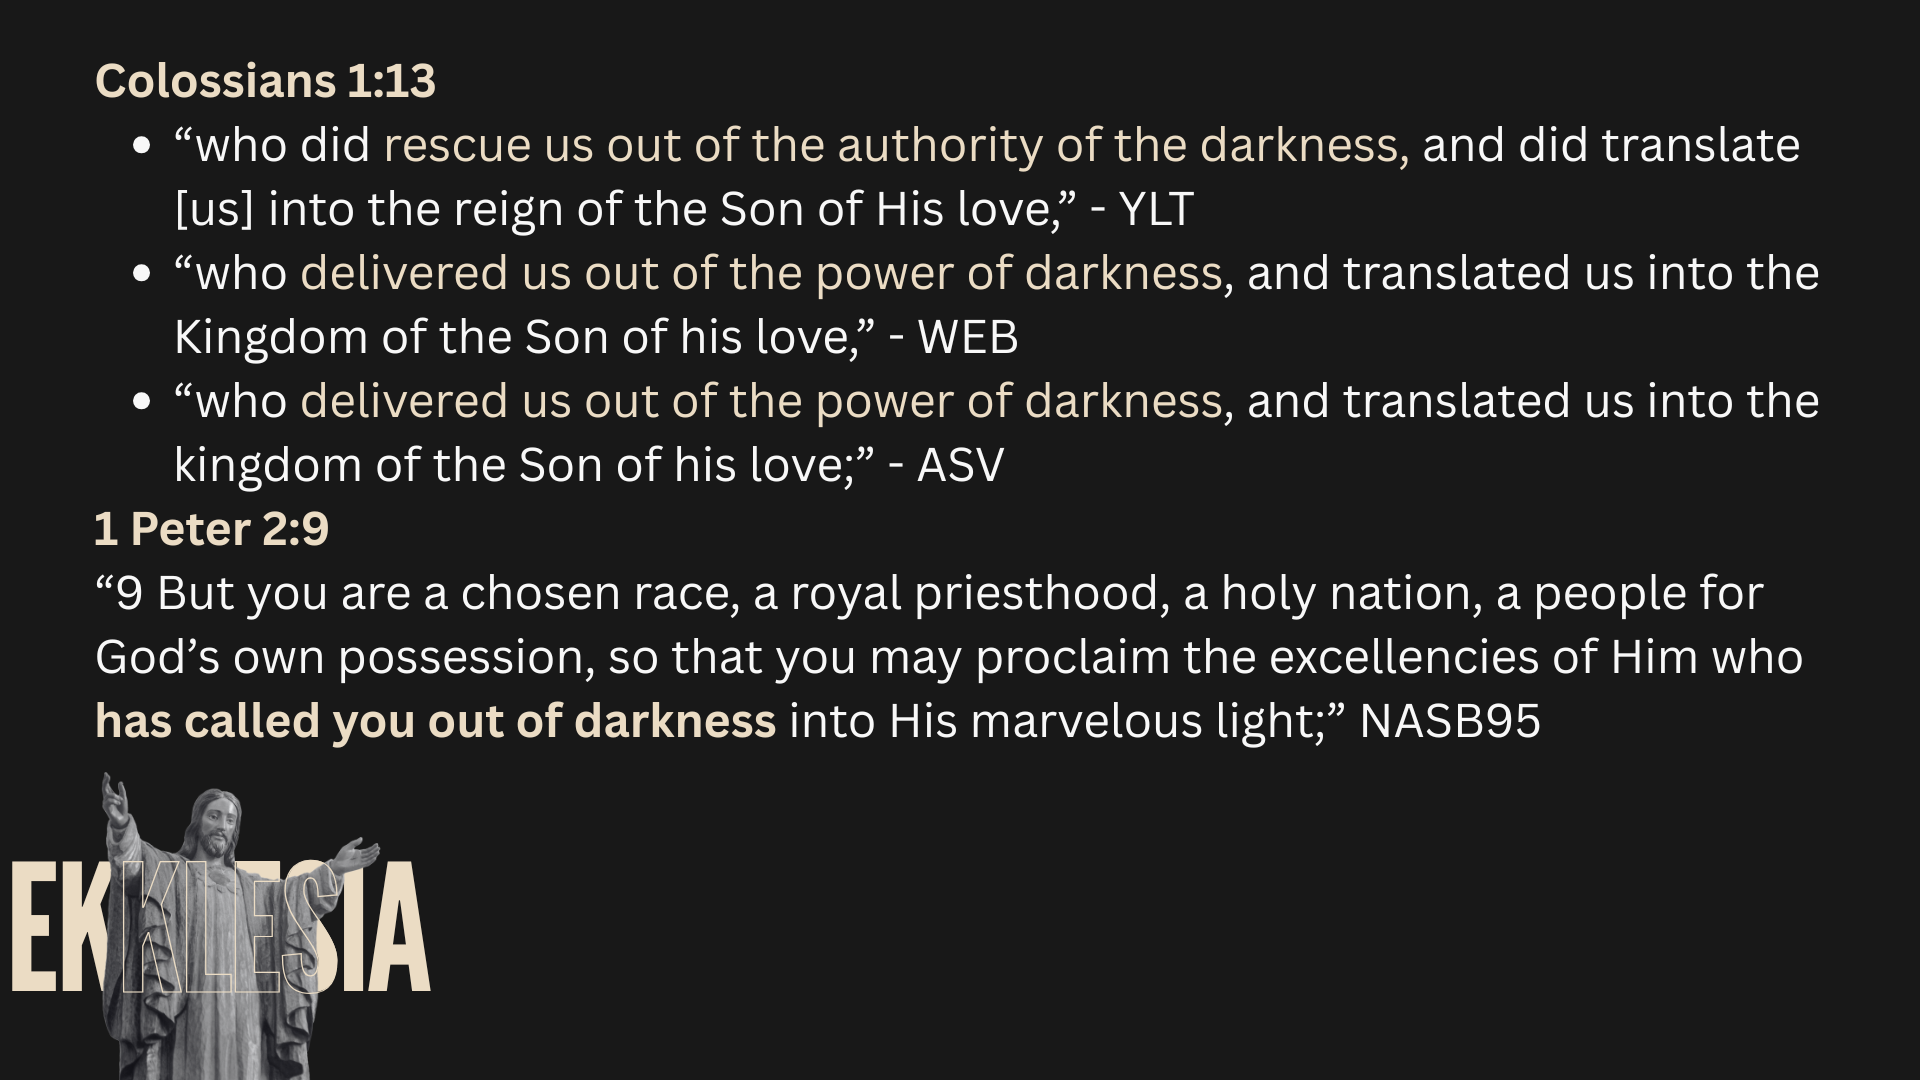 Colossians 1:13
• “who did rescue us out of the authority of the darkness, and did translate
[us] into the reign of the Son of His love,” - YLT
• “who delivered us out of the power of darkness, and translated us into the
Kingdom of the Son of his love,” - WEB
• “who delivered us out of the power of darkness, and translated us into the
kingdom of the Son of his love;” - ASV
1 Peter 2:9
“9 But you are a chosen race, a royal priesthood, a holy nation, a people for
God’s own possession, so that you may proclaim the excellencies of Him who
has called you out of darkness into His marvelous light;” NASB95
EKKLESIA